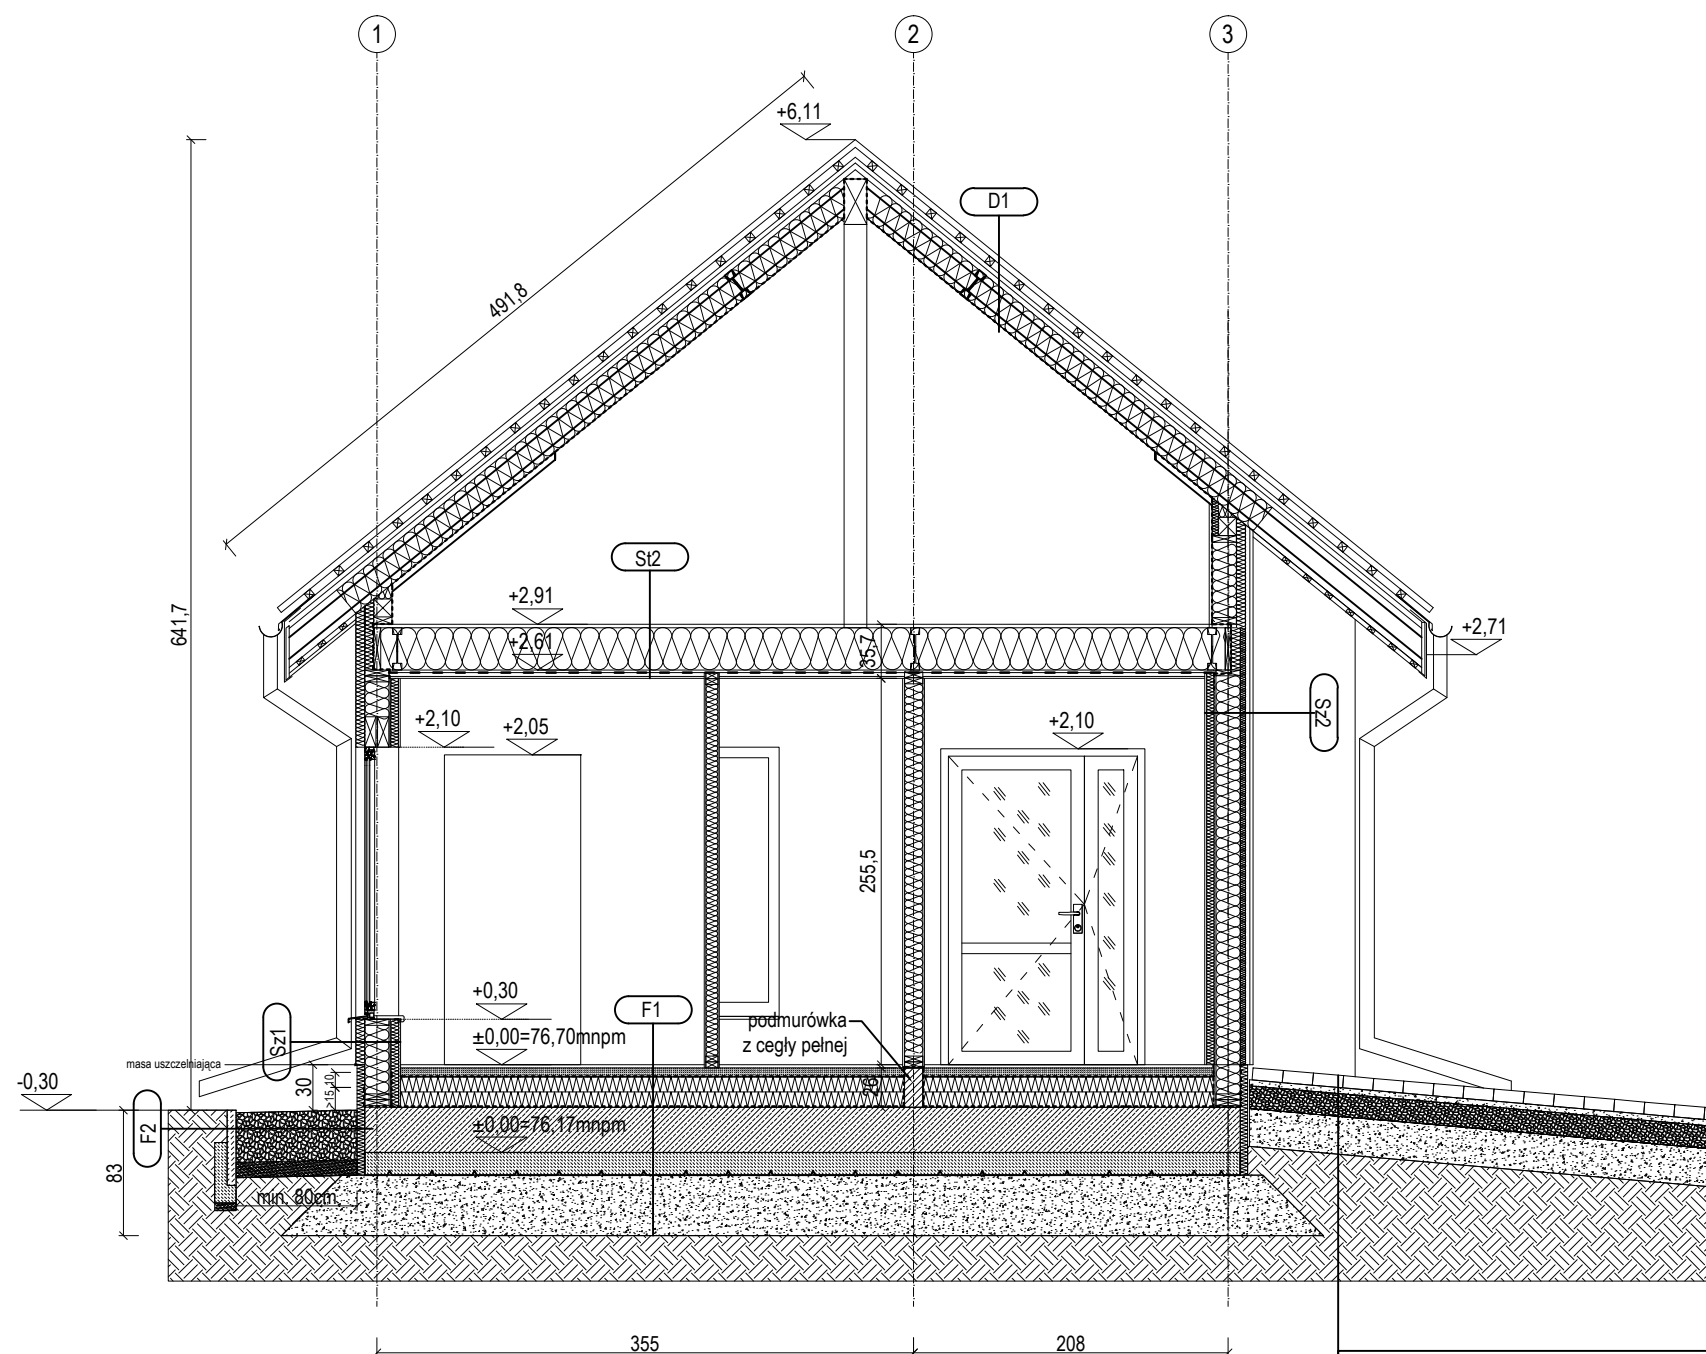 1
2
3
+6,11
D1
491,8
641,7
St2
+2,91
+2,61
35,7
+2,71
Sz2
+2,10
+2,05
+2,10
255,5
+0,30
F1
±0,00=76,70mnpm
podmurówka
z cegły pełnej
Sz1
masa uszczelniająca
-0,30
30
10
>15
26
F2
±0,00=76,17mnpm
83
min. 80cm
355
208